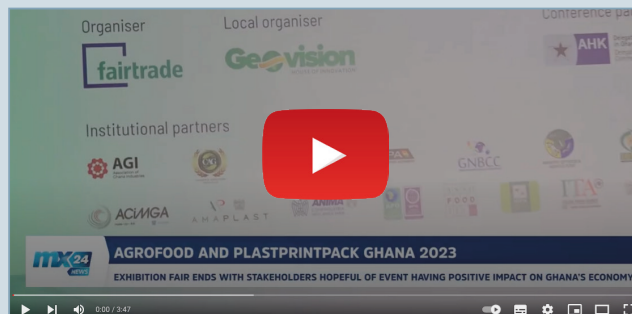 Organiser
Local organiser
Conference pa
fairtrade
Geovision
AHK
Institutional partners
AGI
GNBCC
ACIMGA
AMAPLAST
ANIMA
ITA
mx24
NEWS
AGROFOOD AND PLASTPRINTPACK GHANA 2023
EXHIBITION FAIR ENDS WITH STAKEHOLDERS HOPEFUL OF EVENT HAVING POSITIVE IMPACT ON GHANA'S ECONOMY
0:00 / 3:47